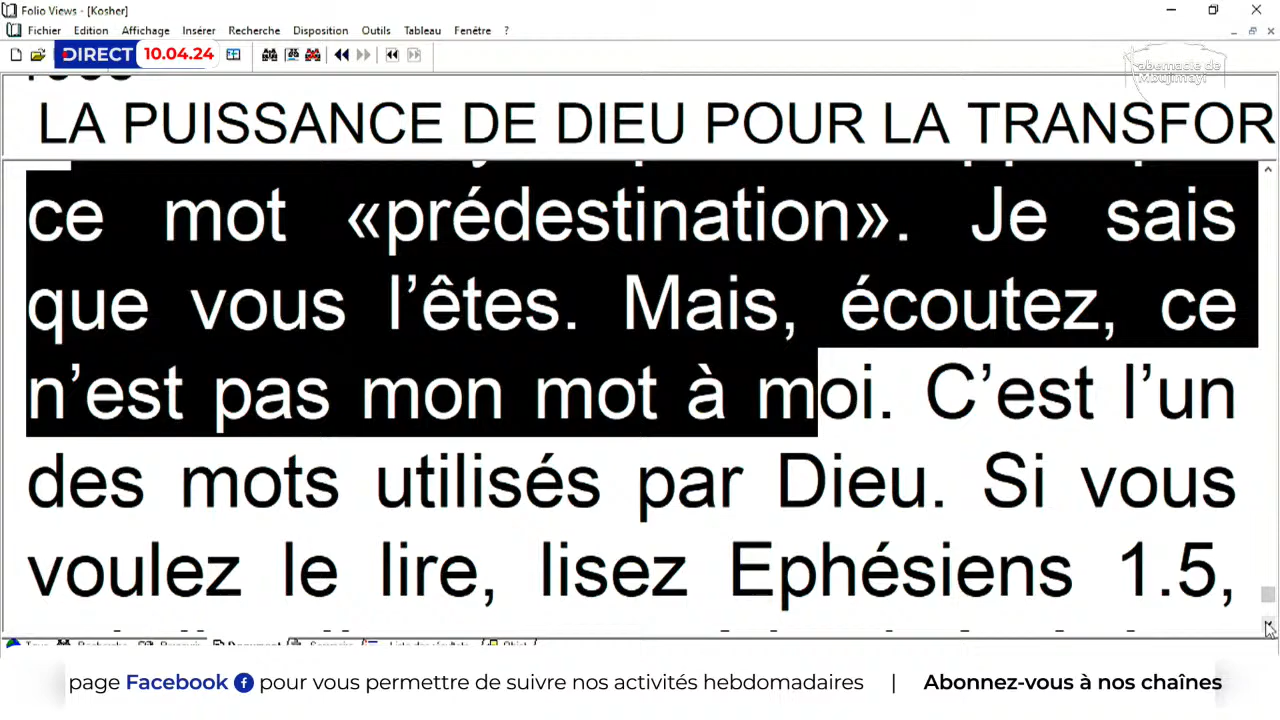 Folio Views - [Kosher]
Fichier Edition Affichage Insérer Recherche Disposition Outils Tableau Fenêtre ?
DIRECT 10.04.24
Tabernacle de
Mbujimayi
LA PUISSANCE DE DIEU POUR LA TRANSFOR
ce mot «prédestination». Je sais
que vous l’êtes. Mais, écoutez, ce
n’est pas mon mot à moi. C’est l’un
des mots utilisés par Dieu. Si vous
voulez le lire, lisez Ephésiens 1.5,
page Facebook pour vous permettre de suivre nos activités hebdomadaires | Abonnez-vous à nos chaînes